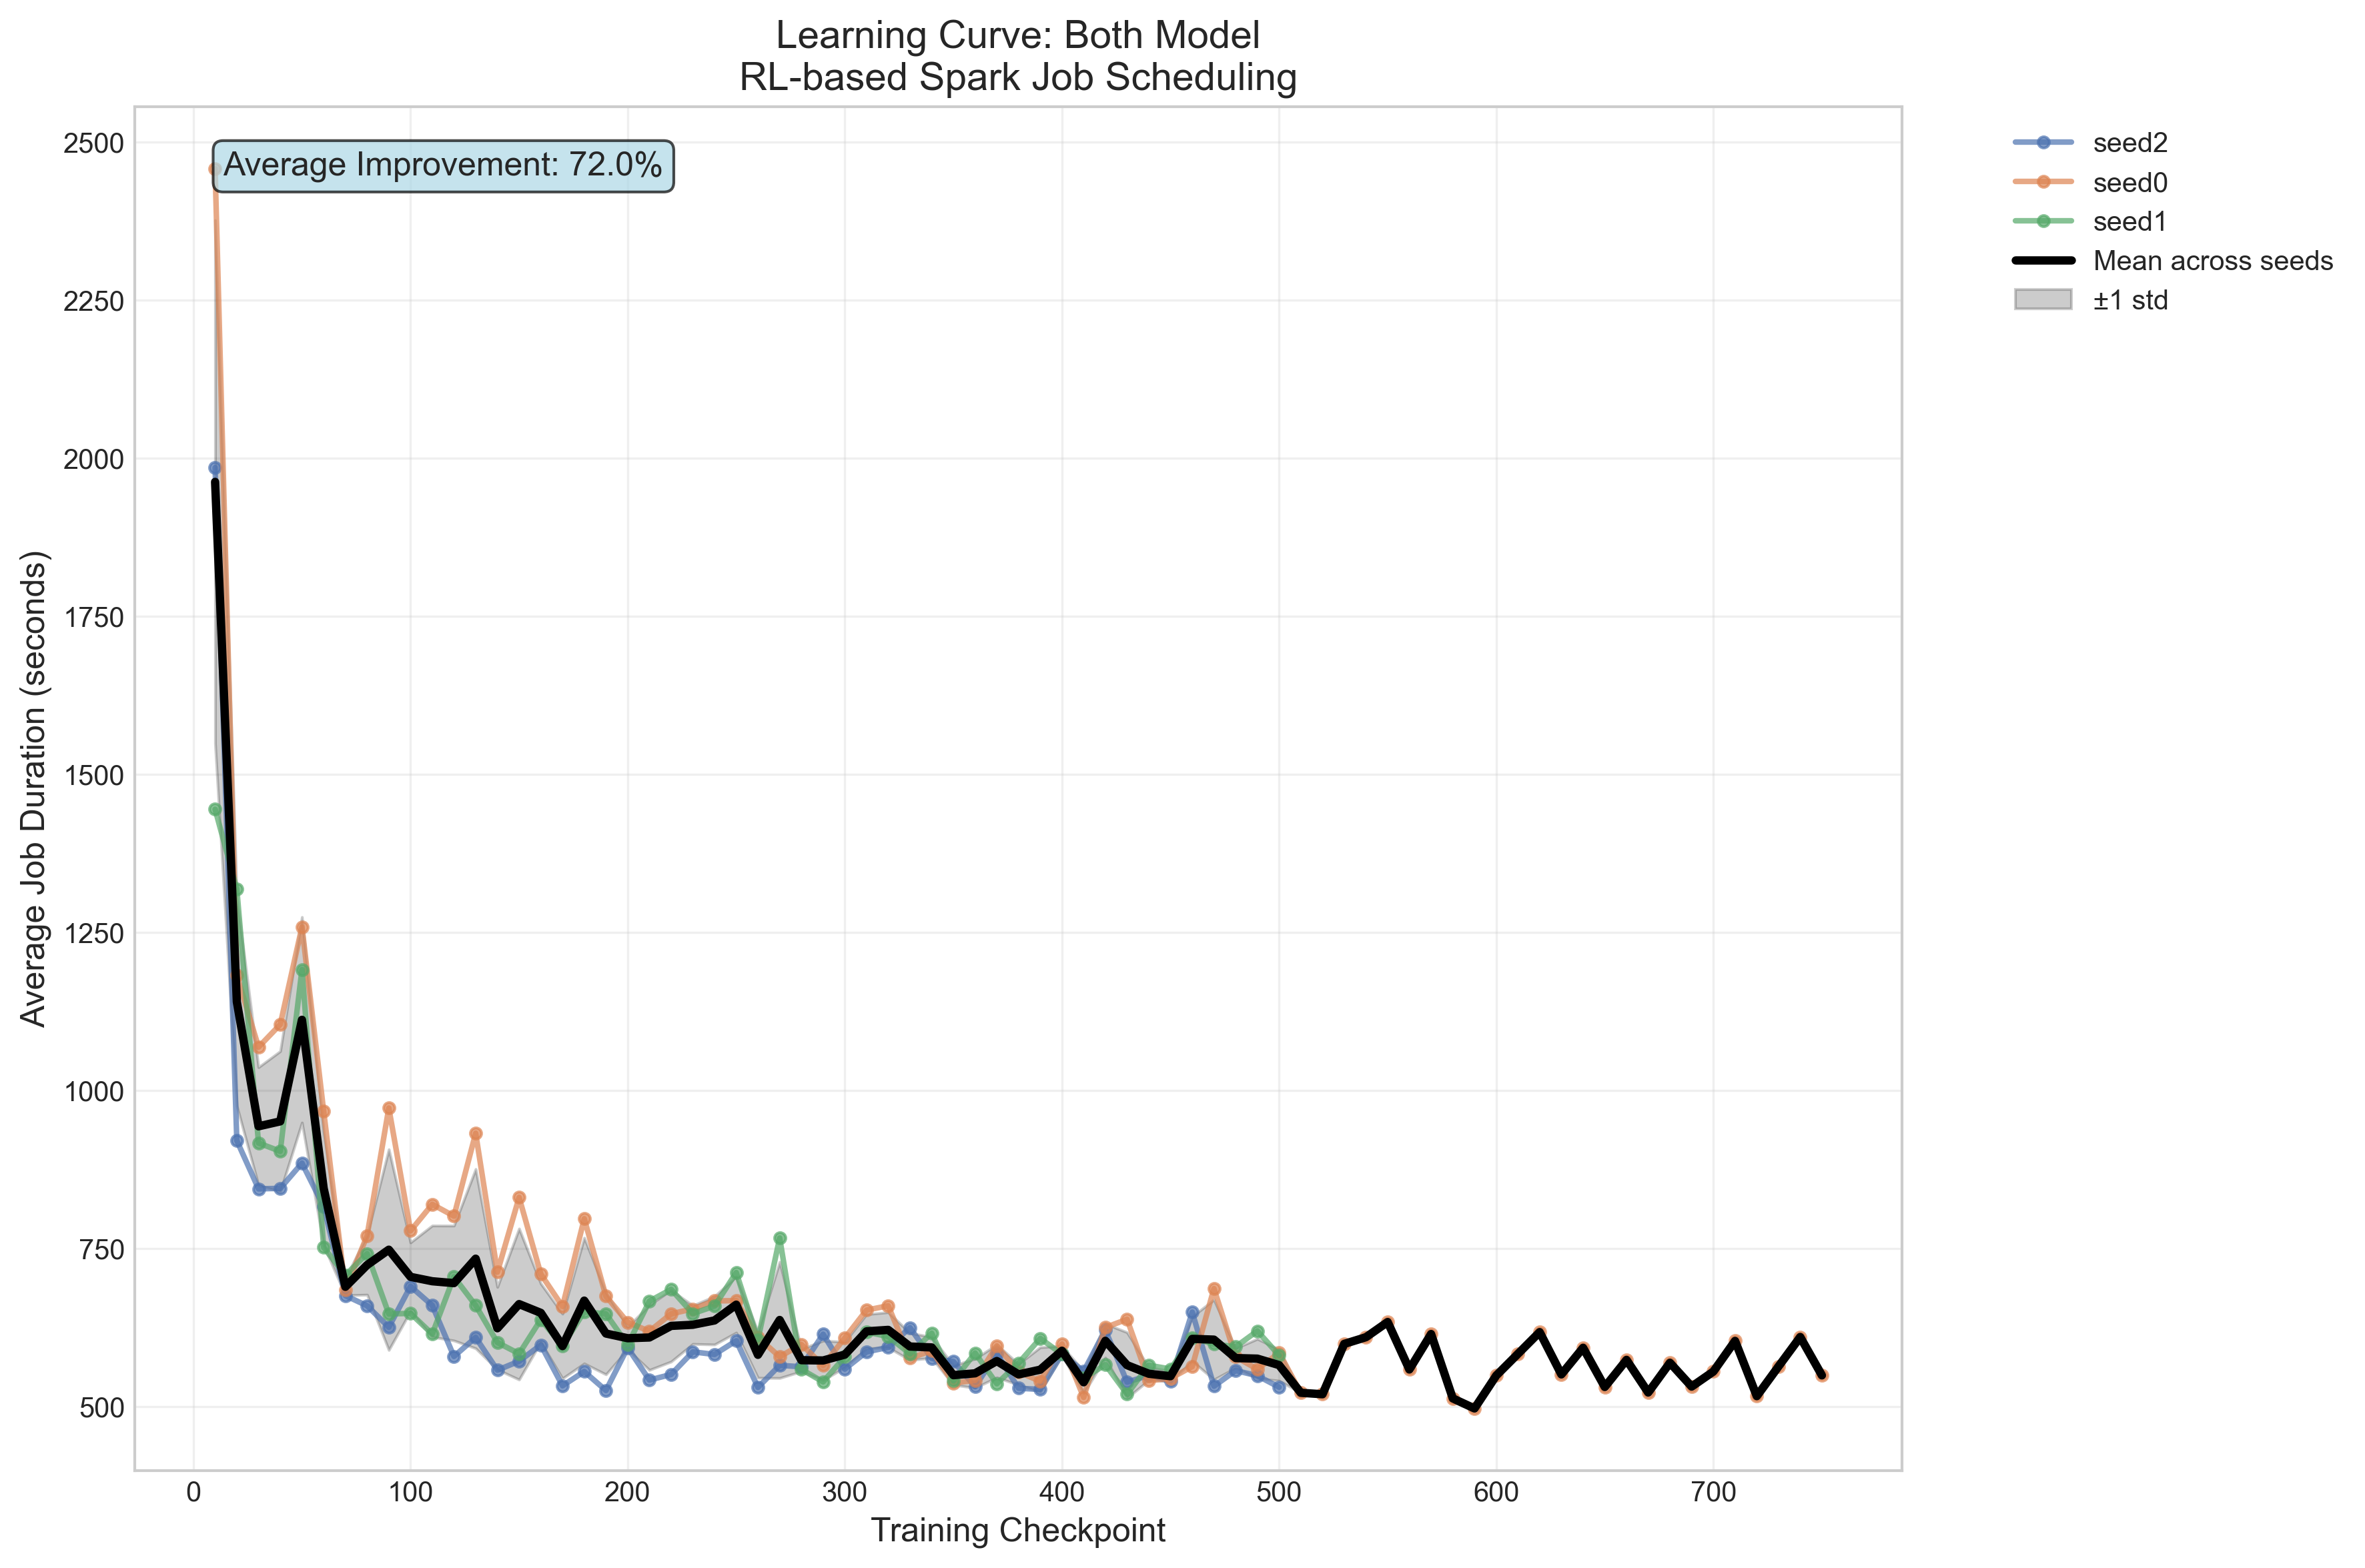 Learning Curve: Both Model
RL-based Spark Job Scheduling
Average Improvement: 72.0%
seed2
seed0
seed1
Mean across seeds
±1 std
Average Job Duration (seconds)
2500
2250
2000
1750
1500
1250
1000
750
500
0 100 200 300 400 500 600 700
Training Checkpoint